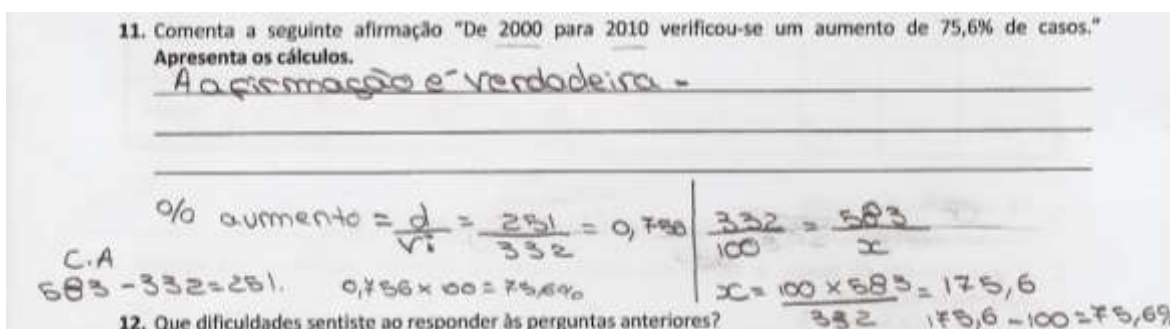 11. Comenta a seguinte afirmação "De 2000 para 2010 verificou-se um aumento de 75,6% de casos."
Apresenta os cálculos.
A afirmação é verdadeira.
% aumento = d/Vi = 251/332 = 0,756
C.A
583 - 332 = 251.
0,756 × 100 = 75,6%
332/100 = 583/x
x = 100 × 583/332 = 175,6
175,6 - 100 = 75,6%
12. Que dificuldades sentiste ao responder às perguntas anteriores?